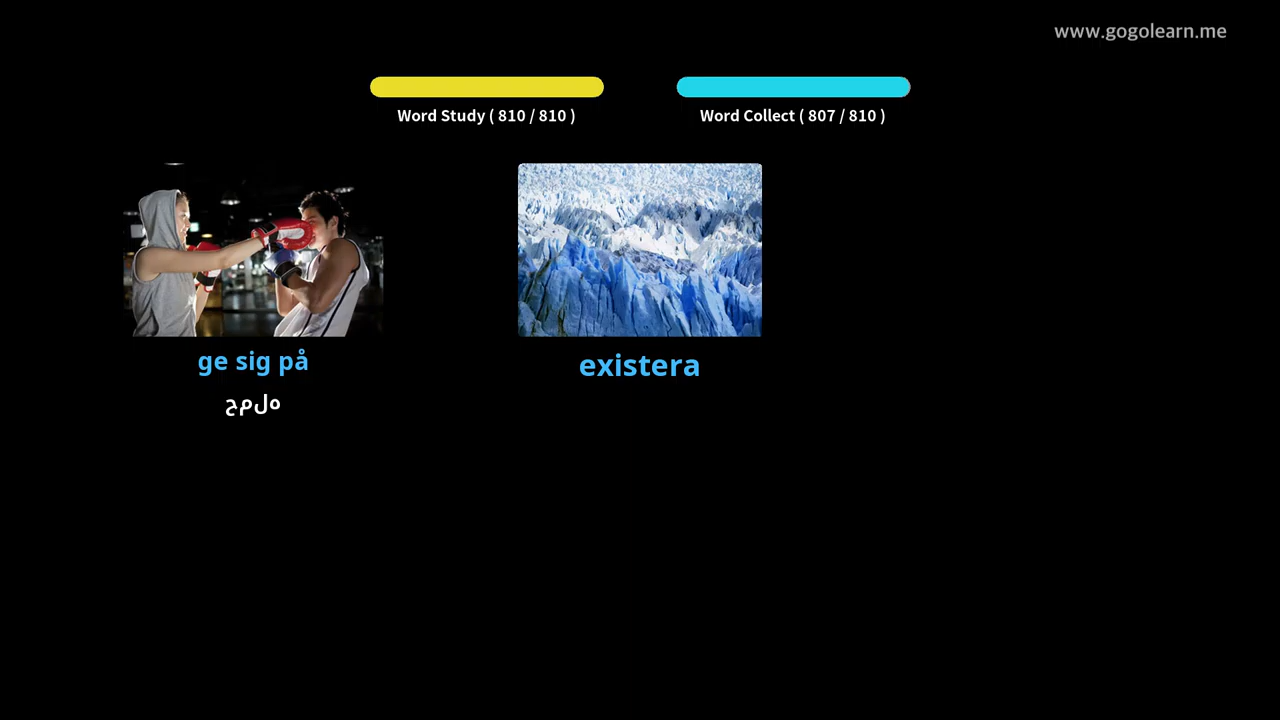 www.gogolearn.me
Word Study ( 810 / 810 )
Word Collect ( 807 / 810 )
ge sig på
حمله
existera